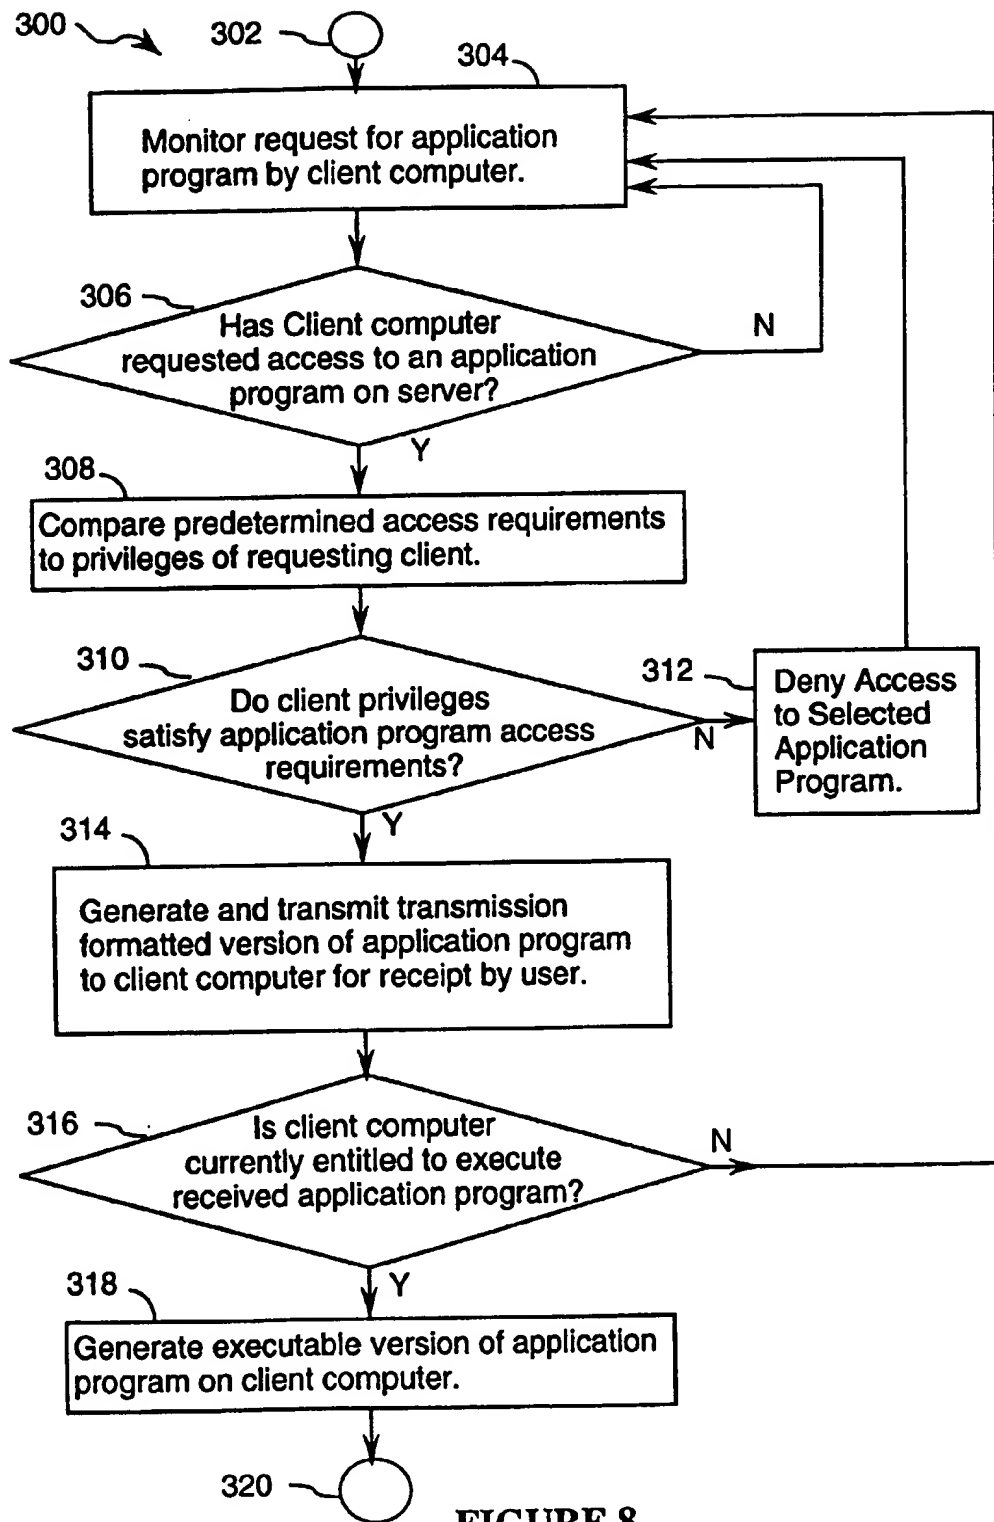 300
302
304
Monitor request for application
program by client computer.
306
Has Client computer
requested access to an application
program on server?
N
Y
308
Compare predetermined access requirements
to privileges of requesting client.
310
Do client privileges
satisfy application program access
requirements?
N
312
Deny Access
to Selected
Application
Program.
Y
314
Generate and transmit transmission
formatted version of application program
to client computer for receipt by user.
316
Is client computer
currently entitled to execute
received application program?
N
Y
318
Generate executable version of application
program on client computer.
320
FIGURE 8